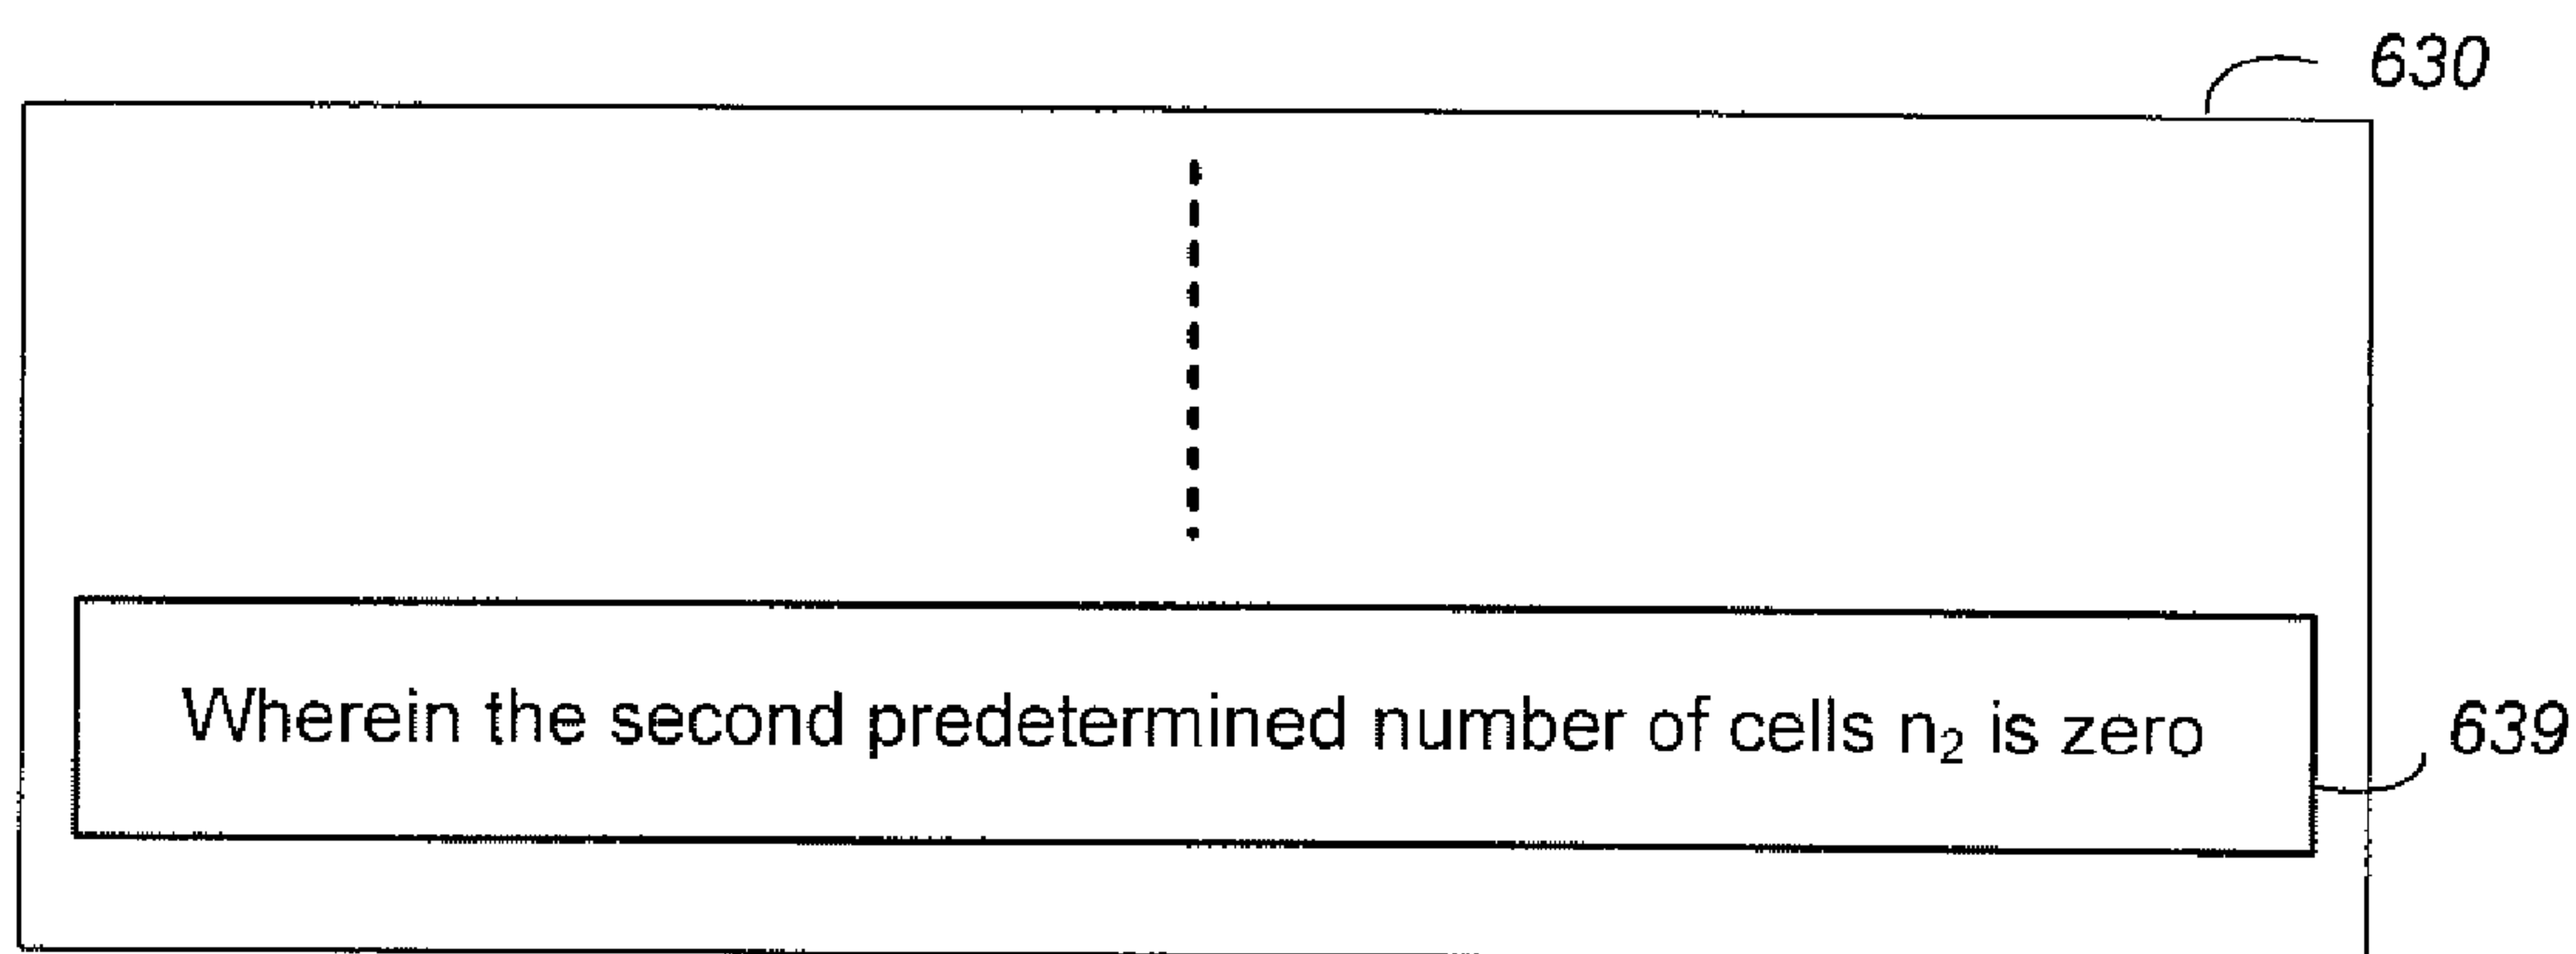 630
Wherein the second predetermined number of cells n₂ is zero
639